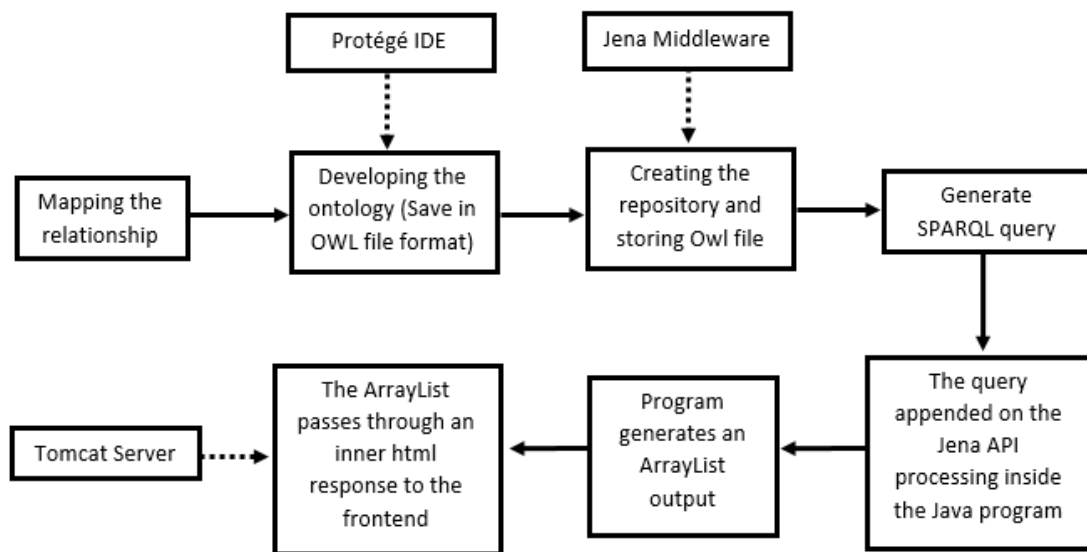 Protégé IDE
Jena Middleware
Mapping the
relationship
Developing the
ontology (Save in
OWL file format)
Creating the
repository and
storing Owl file
Generate
SPARQL query
The query
appended on the
Jena API
processing inside
the Java program
Program
generates an
ArrayList
output
The ArrayList
passes through an
inner html
response to the
frontend
Tomcat Server